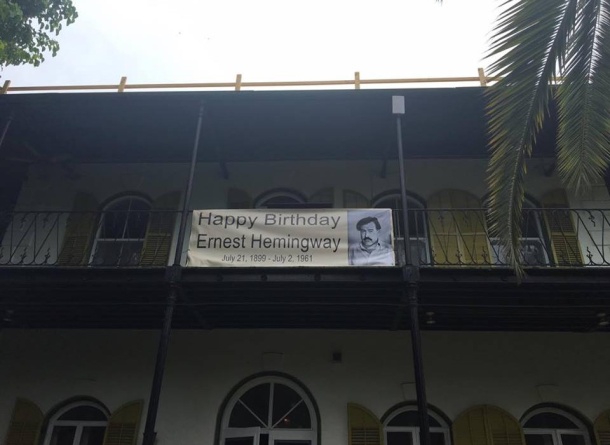 Happy Birthday
Ernest Hemingway
July 21, 1899 - July 2, 1961